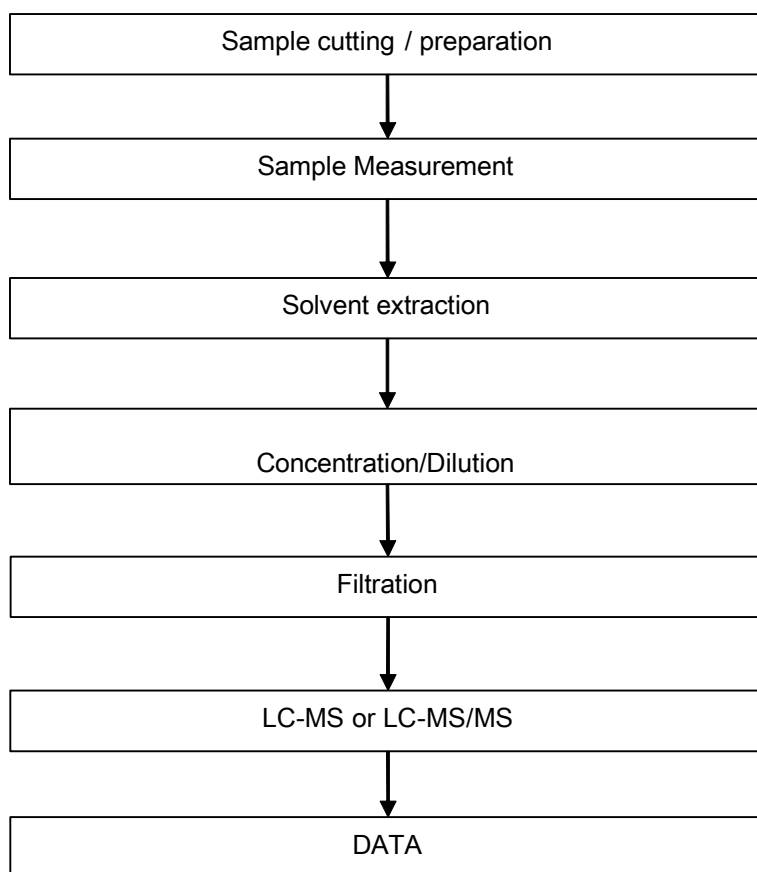 Sample cutting / preparation
Sample Measurement
Solvent extraction
Concentration/Dilution
Filtration
LC-MS or LC-MS/MS
DATA